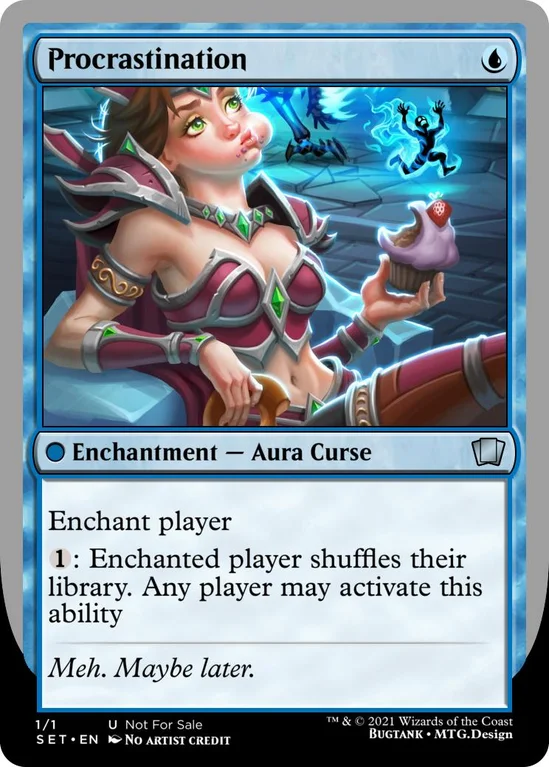 Procrastination
Enchantment — Aura Curse
Enchant player
1: Enchanted player shuffles their
library. Any player may activate this
ability
Meh. Maybe later.
1/1 U Not For Sale
SET • EN No artist credit
™ & © 2021 Wizards of the Coast
Bugtank • MTG.Design